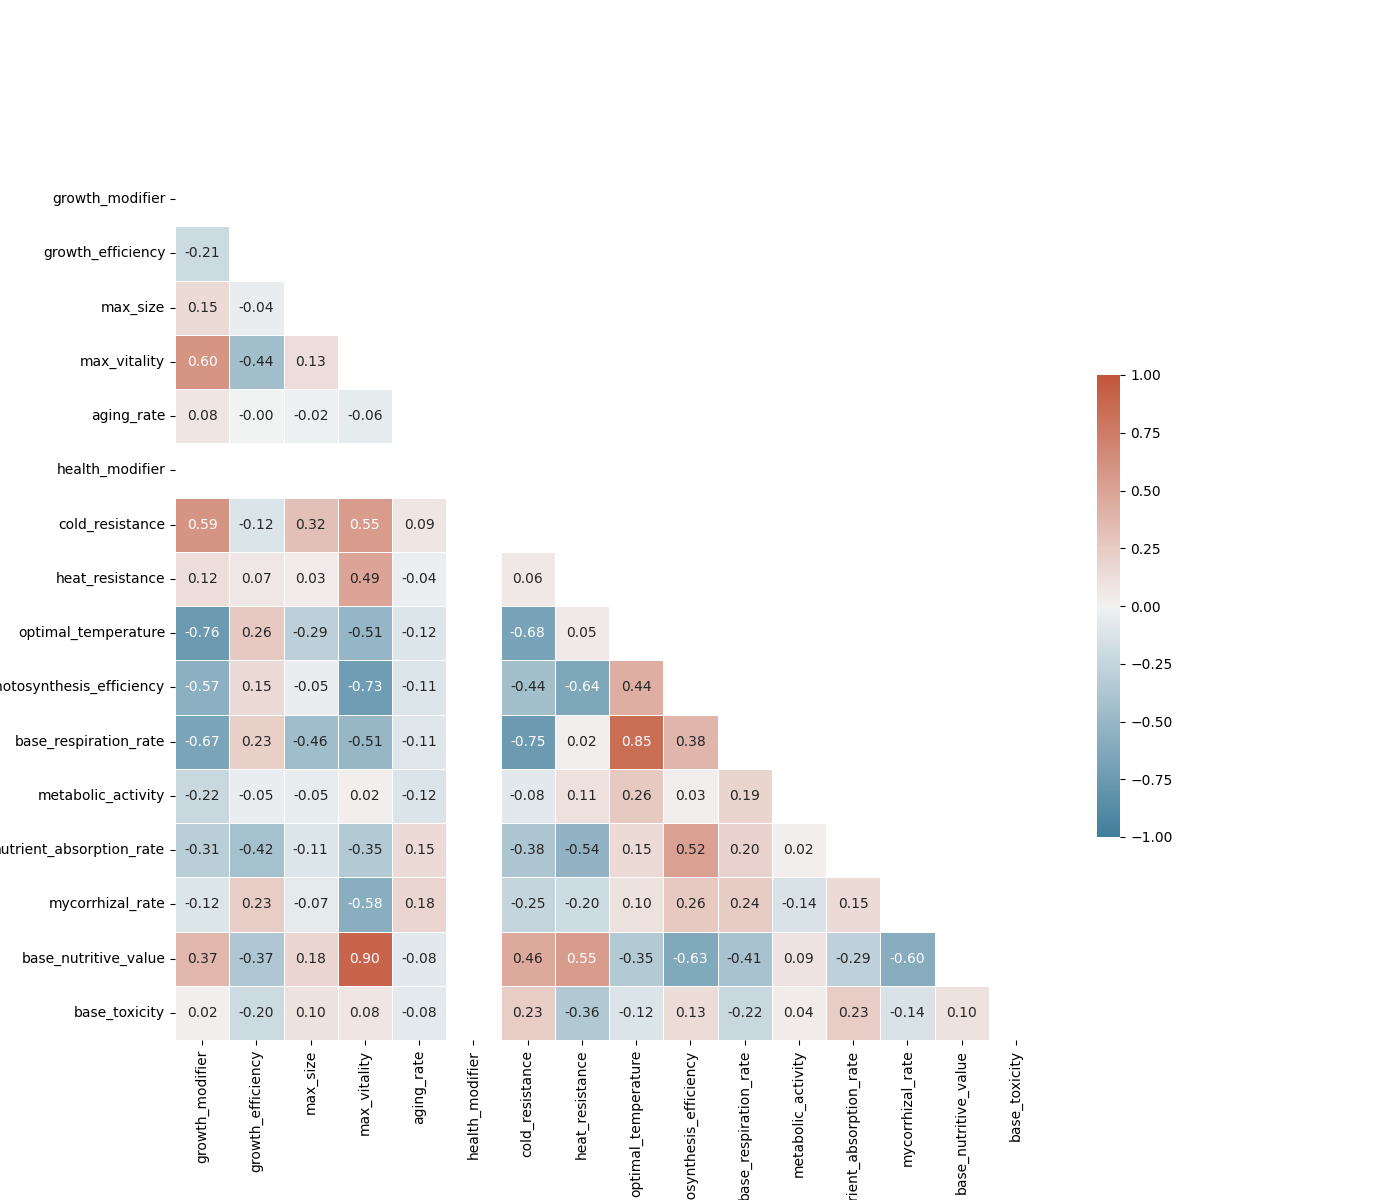 growth_modifier
growth_efficiency -0.21
max_size 0.15 -0.04
max_vitality 0.60 -0.44 0.13
1.00
aging_rate 0.08 -0.00 -0.02 -0.06
0.75
health_modifier
0.50
cold_resistance 0.59 -0.12 0.32 0.55 0.09
0.25
heat_resistance 0.12 0.07 0.03 0.49 -0.04 0.06
0.00
optimal_temperature -0.76 0.26 -0.29 -0.51 -0.12 -0.68 0.05
−0.25
hotosynthesis_efficiency -0.57 0.15 -0.05 -0.73 -0.11 -0.44 -0.64 0.44
−0.50
base_respiration_rate -0.67 0.23 -0.46 -0.51 -0.11 -0.75 0.02 0.85 0.38
−0.75
metabolic_activity -0.22 -0.05 -0.05 0.02 -0.12 -0.08 0.11 0.26 0.03 0.19
−1.00
utrient_absorption_rate -0.31 -0.42 -0.11 -0.35 0.15 -0.38 -0.54 0.15 0.52 0.20 0.02
mycorrhizal_rate -0.12 0.23 -0.07 -0.58 0.18 -0.25 -0.20 0.10 0.26 0.24 -0.14 0.15
base_nutritive_value 0.37 -0.37 0.18 0.90 -0.08 0.46 0.55 -0.35 -0.63 -0.41 0.09 -0.29 -0.60
base_toxicity 0.02 -0.20 0.10 0.08 -0.08 0.23 -0.36 -0.12 0.13 -0.22 0.04 0.23 -0.14 0.10
growth_modifier
growth_efficiency
max_size
max_vitality
aging_rate
health_modifier
cold_resistance
heat_resistance
optimal_temperature
osynthesis_efficiency
base_respiration_rate
metabolic_activity
rient_absorption_rate
mycorrhizal_rate
base_nutritive_value
base_toxicity